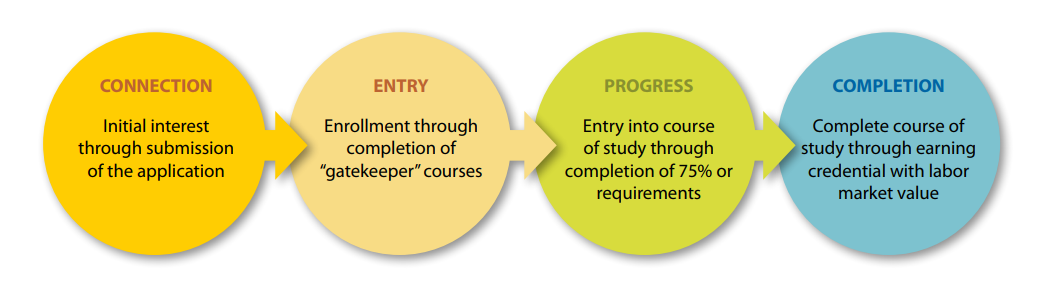 CONNECTION
Initial interest
through submission
of the application
ENTRY
Enrollment through
completion of
“gatekeeper” courses
PROGRESS
Entry into course
of study through
completion of 75% or
requirements
COMPLETION
Complete course of
study through earning
credential with labor
market value